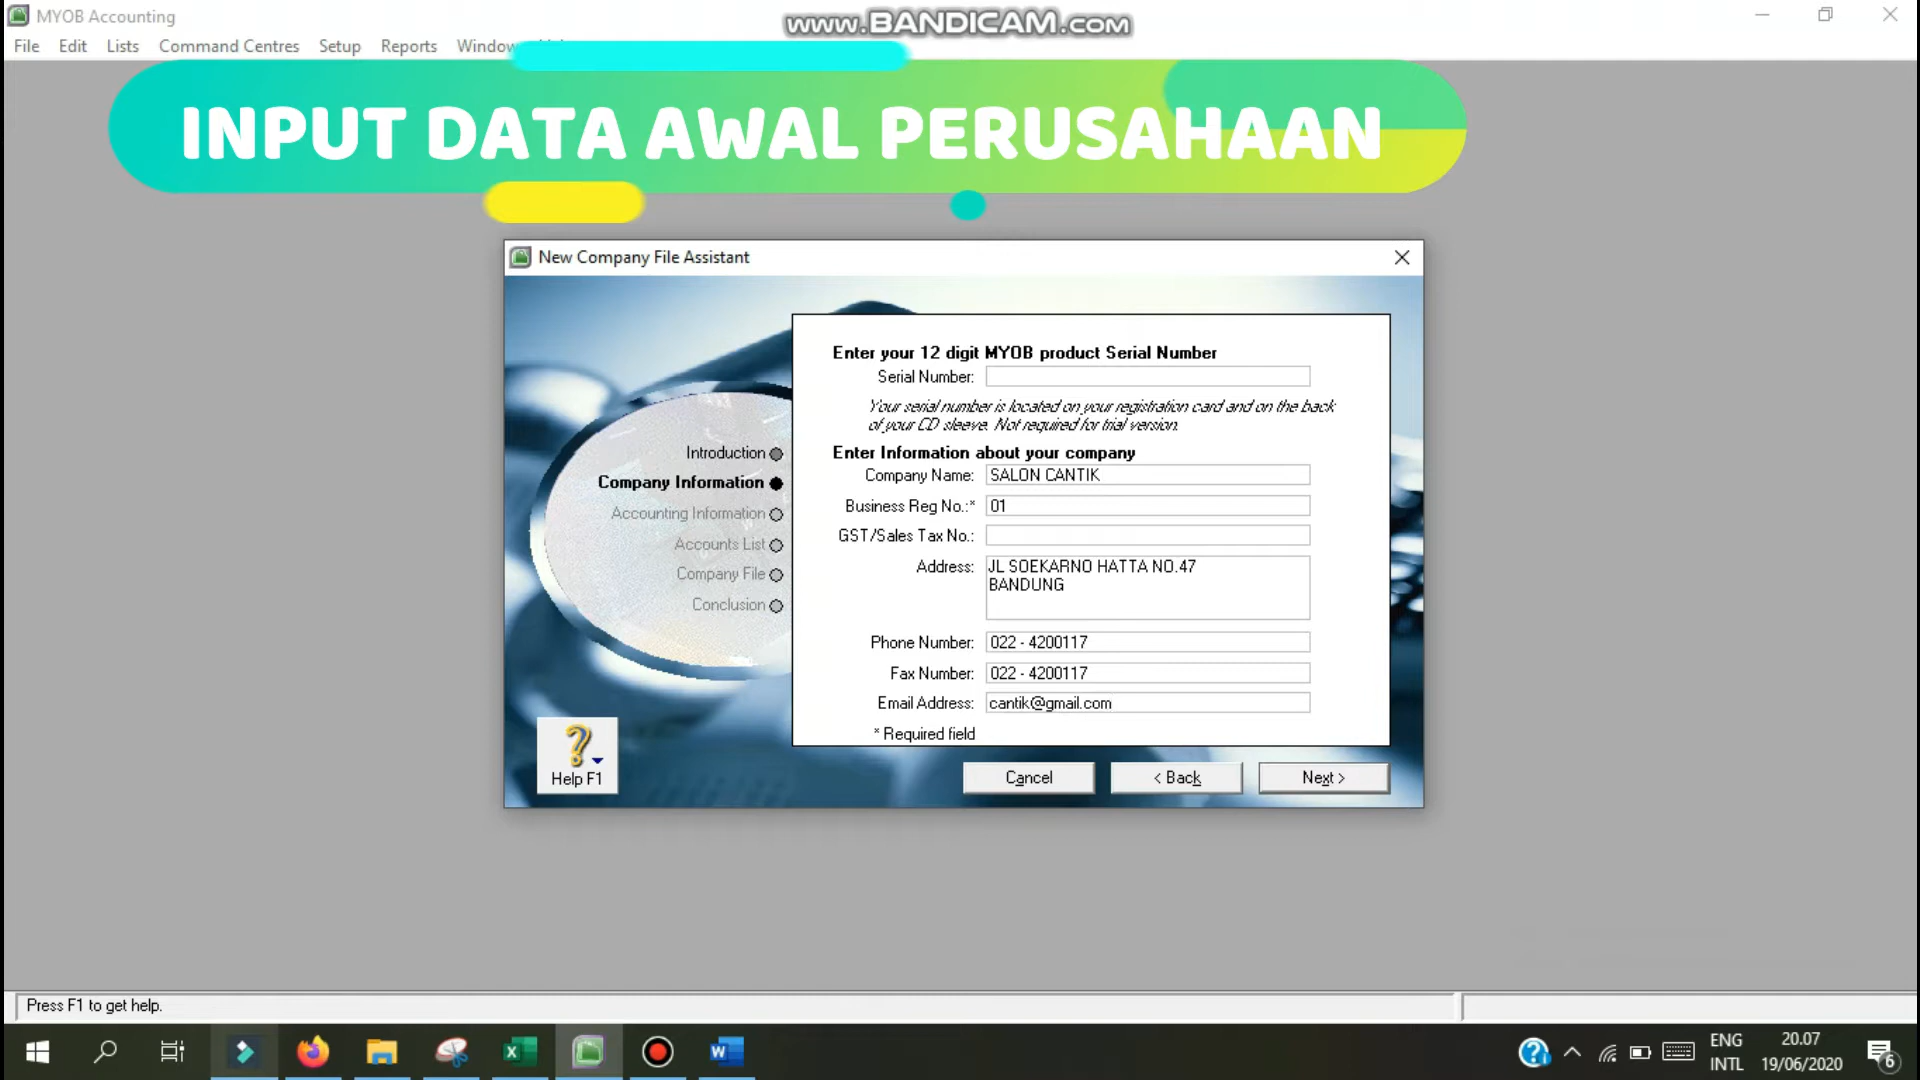 MYOB Accounting
www.BANDICAM.com
File Edit Lists Command Centres Setup Reports Window
INPUT DATA AWAL PERUSAHAAN
New Company File Assistant
Enter your 12 digit MYOB product Serial Number
Serial Number:
Your serial number is located on your registration card and on the back
of your CD sleeve. Not required for trial version.
Introduction
Company Information
Accounting Information
Accounts List
Company File
Conclusion
Enter Information about your company
Company Name: SALON CANTIK
Business Reg No.:* 01
GST/Sales Tax No.:
Address: JL SOEKARNO HATTA NO.47
BANDUNG
Phone Number: 022 - 4200117
Fax Number: 022 - 4200117
Email Address: cantik@gmail.com
* Required field
Help F1
Cancel
< Back
Next >
Press F1 to get help.
ENG
INTL
20.07
19/06/2020
6